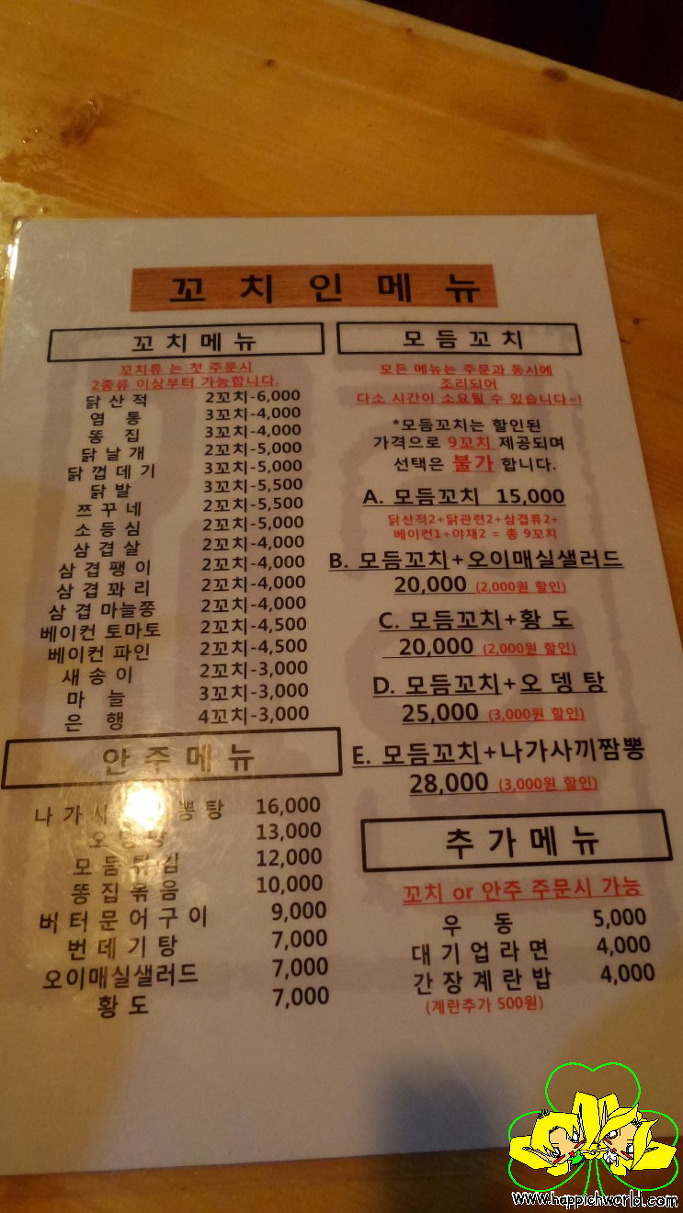 꼬치인메뉴
꼬치메뉴
꼬치류 는 첫 주문시
2종류 이상부터 가능합니다.
닭산적 2꼬치-6,000
염통 3꼬치-4,000
똥집 3꼬치-4,000
닭날개 2꼬치-5,000
닭껍데기 3꼬치-5,000
닭발 3꼬치-5,500
쯔꾸네 2꼬치-5,500
소등심 2꼬치-5,000
삼겹살 2꼬치-4,000
삼겹팽이 2꼬치-4,000
삼겹꽈리 2꼬치-4,000
삼겹마늘쫑 2꼬치-4,000
베이컨 토마토 2꼬치-4,500
베이컨 파인 2꼬치-4,500
새송이 2꼬치-3,000
마늘 3꼬치-3,000
은행 4꼬치-3,000
안주메뉴
나가사 뽕탕 16,000
오뎅탕 13,000
모듬튀김 12,000
똥집볶음 10,000
버터문어구이 9,000
번데기탕 7,000
오이매실샐러드 7,000
황도 7,000
모듬꼬치
모든 메뉴는 주문과 동시에
조리되어
다소 시간이 소요될 수 있습니다~!
*모듬꼬치는 할인된
가격으로 9꼬치 제공되며
선택은 불가 합니다.
A. 모듬꼬치 15,000
닭산적2+닭관련2+삼겹류2+
베이컨1+야채2 = 총 9꼬치
B. 모듬꼬치+오이매실샐러드
20,000 (2,000원 할인)
C. 모듬꼬치+황 도
20,000 (2,000원 할인)
D. 모듬꼬치+오 뎅 탕
25,000 (3,000원 할인)
E. 모듬꼬치+나가사끼짬뽕
28,000 (3,000원 할인)
추가메뉴
꼬치 or 안주 주문시 가능
우동 5,000
대기업라면 4,000
간장계란밥 4,000
(계란추가 500원)
www.happichworld.com